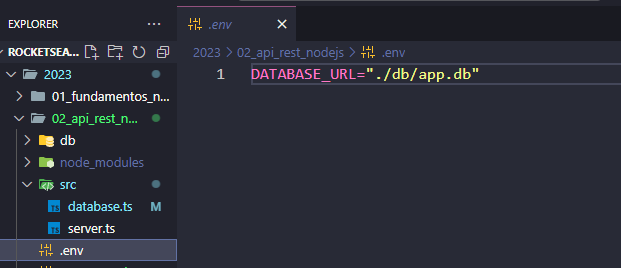 EXPLORER
ROCKETSEA...
2023
01_fundamentos_n...
02_api_rest_n...
db
node_modules
src
database.ts M
server.ts
.env
.env
2023 > 02_api_rest_nodejs > .env
1 DATABASE_URL="./db/app.db"